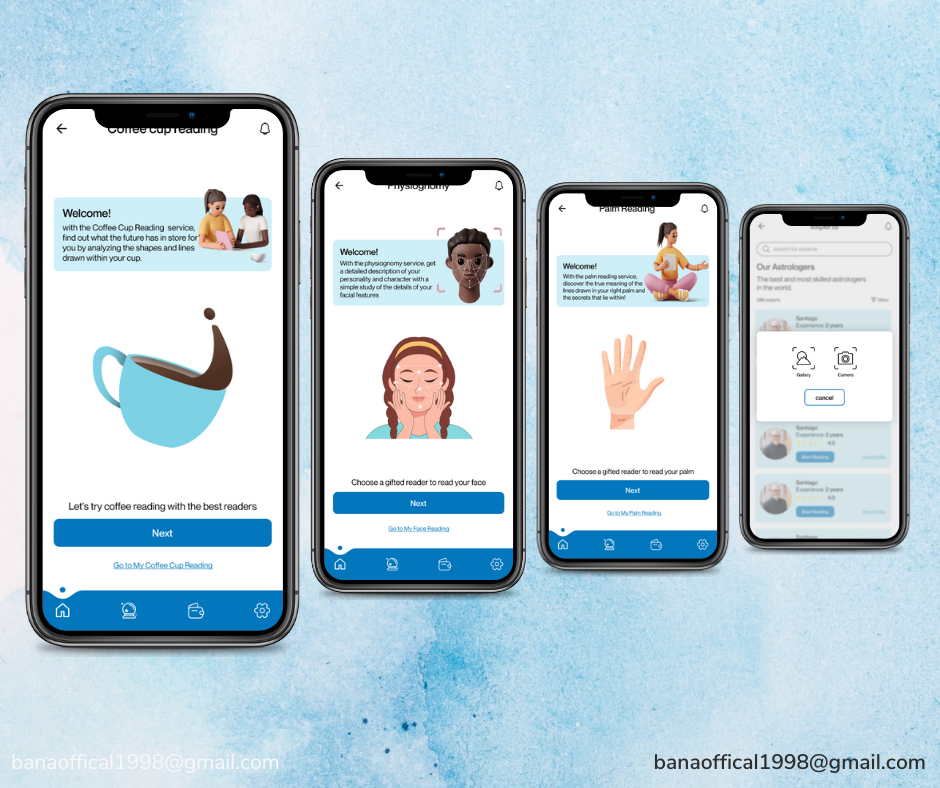 Coffee cup reading
Welcome!
with the Coffee Cup Reading service,
find out what the future has in store for
you by analyzing the shapes and lines
drawn within your cup.
Let's try coffee reading with the best readers
Next
Go to My Coffee Cup Reading
Physiognomy
Welcome!
With the physiognomy service, get
a detailed description of your
personality and character with a
simple study of the details of your
facial features
Choose a gifted reader to read your face
Next
Go to My Face Reading
Palm Reading
Welcome!
With the palm reading service,
discover the true meaning of the
lines drawn in your right palm and
the secrets that lie within!
Choose a gifted reader to read your palm
Next
Go to My Palm Reading
search for experts
Our Astrologers
The best and most skilled astrologers
in the world.
Santiago
Experience: 2 years
Gallery
Camera
cancel
Santiago
Experience: 2 years
4.0
Start Reading
View Profile
Santiago
Experience: 2 years
4.0
Start Reading
View Profile
Santiago
banaoffical1998@gmail.com
banaoffical1998@gmail.com